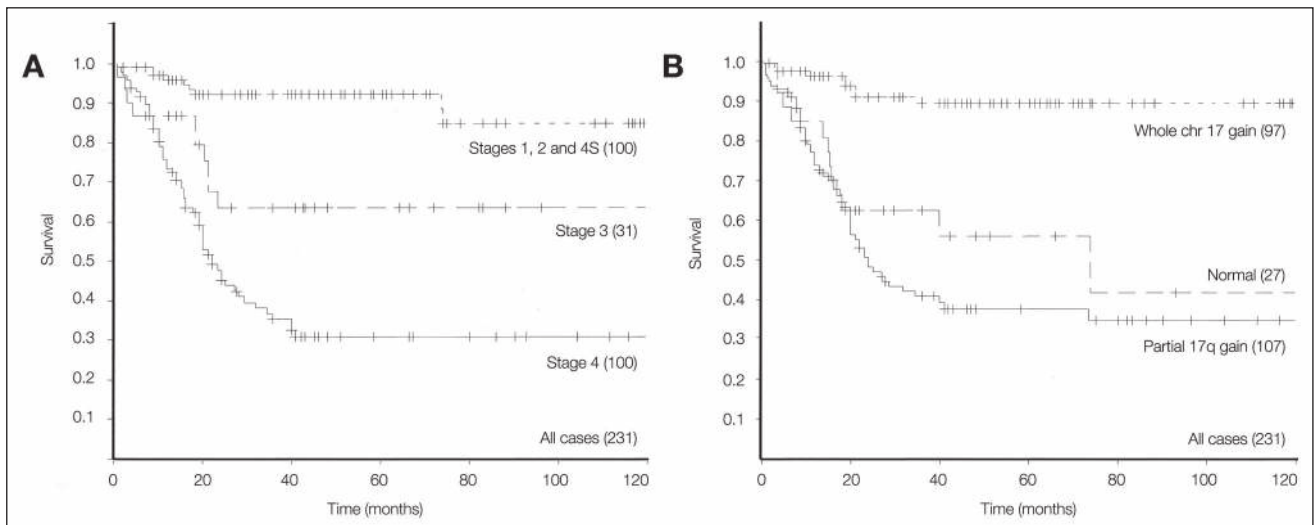 A
Survival
1.0
0.9
0.8
0.7
0.6
0.5
0.4
0.3
0.2
0.1
Stages 1, 2 and 4S (100)
Stage 3 (31)
Stage 4 (100)
All cases (231)
0 20 40 60 80 100 120
Time (months)
B
Survival
1.0
0.9
0.8
0.7
0.6
0.5
0.4
0.3
0.2
0.1
Whole chr 17 gain (97)
Normal (27)
Partial 17q gain (107)
All cases (231)
0 20 40 60 80 100 120
Time (months)